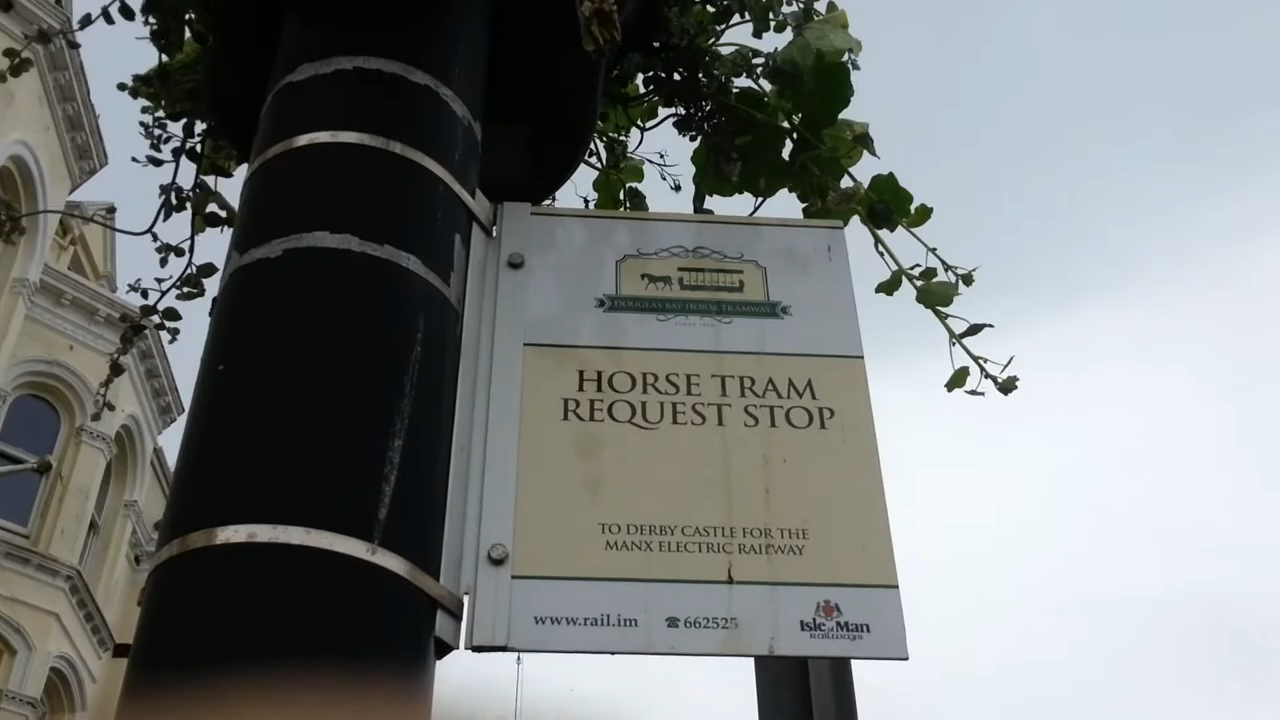 DOUGLAS BAY HORSE TRAMWAY
HORSE TRAM
REQUEST STOP
TO DERBY CASTLE FOR THE
MANX ELECTRIC RAILWAY
www.rail.im ☎662525
Isle of Man
RAILWAYS